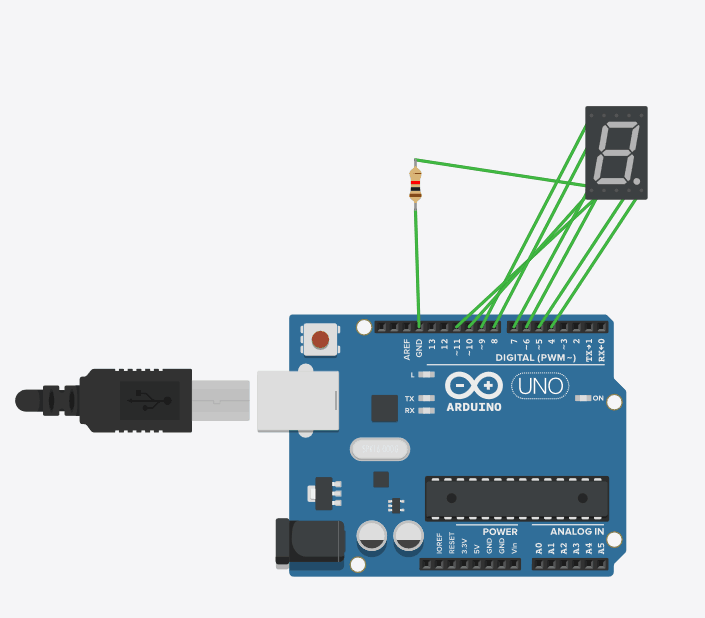 AREF
GND
13
12
~11
~10
~9
8
7
~6
~5
4
~3
2
TX→1
RX←0
DIGITAL (PWM ~)
L
TX
RX
ARDUINO
UNO
ON
POWER
ANALOG IN
IOREF
RESET
3.3V
5V
GND
GND
Vin
A0
A1
A2
A3
A4
A5